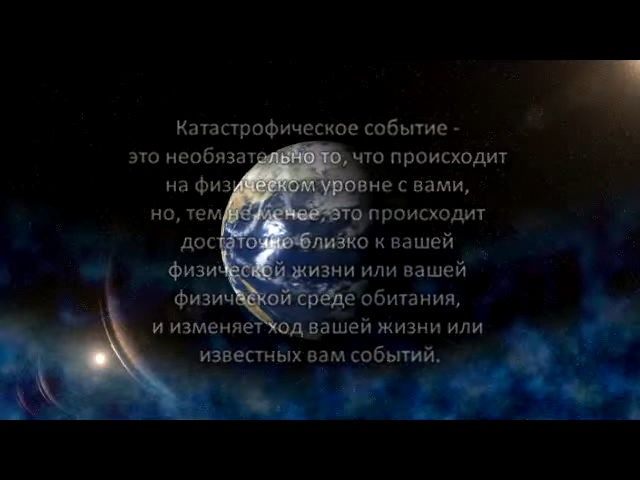 Катастрофическое событие -
это необязательно то, что происходит
на физическом уровне с вами,
но, тем не менее, это происходит
достаточно близко к вашей
физической жизни или вашей
физической среде обитания,
и изменяет ход вашей жизни или
известных вам событий.